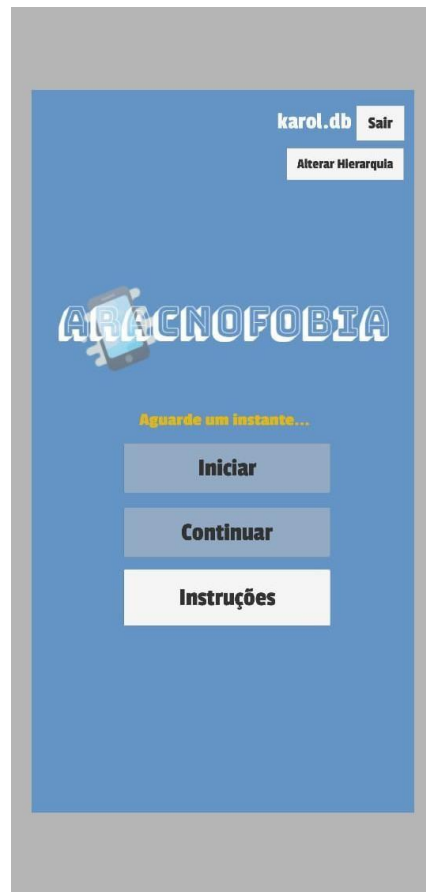 karol.db Sair
Alterar Hierarquia
ARACNOFOBIA
Aguarde um instante...
Iniciar
Continuar
Instruções